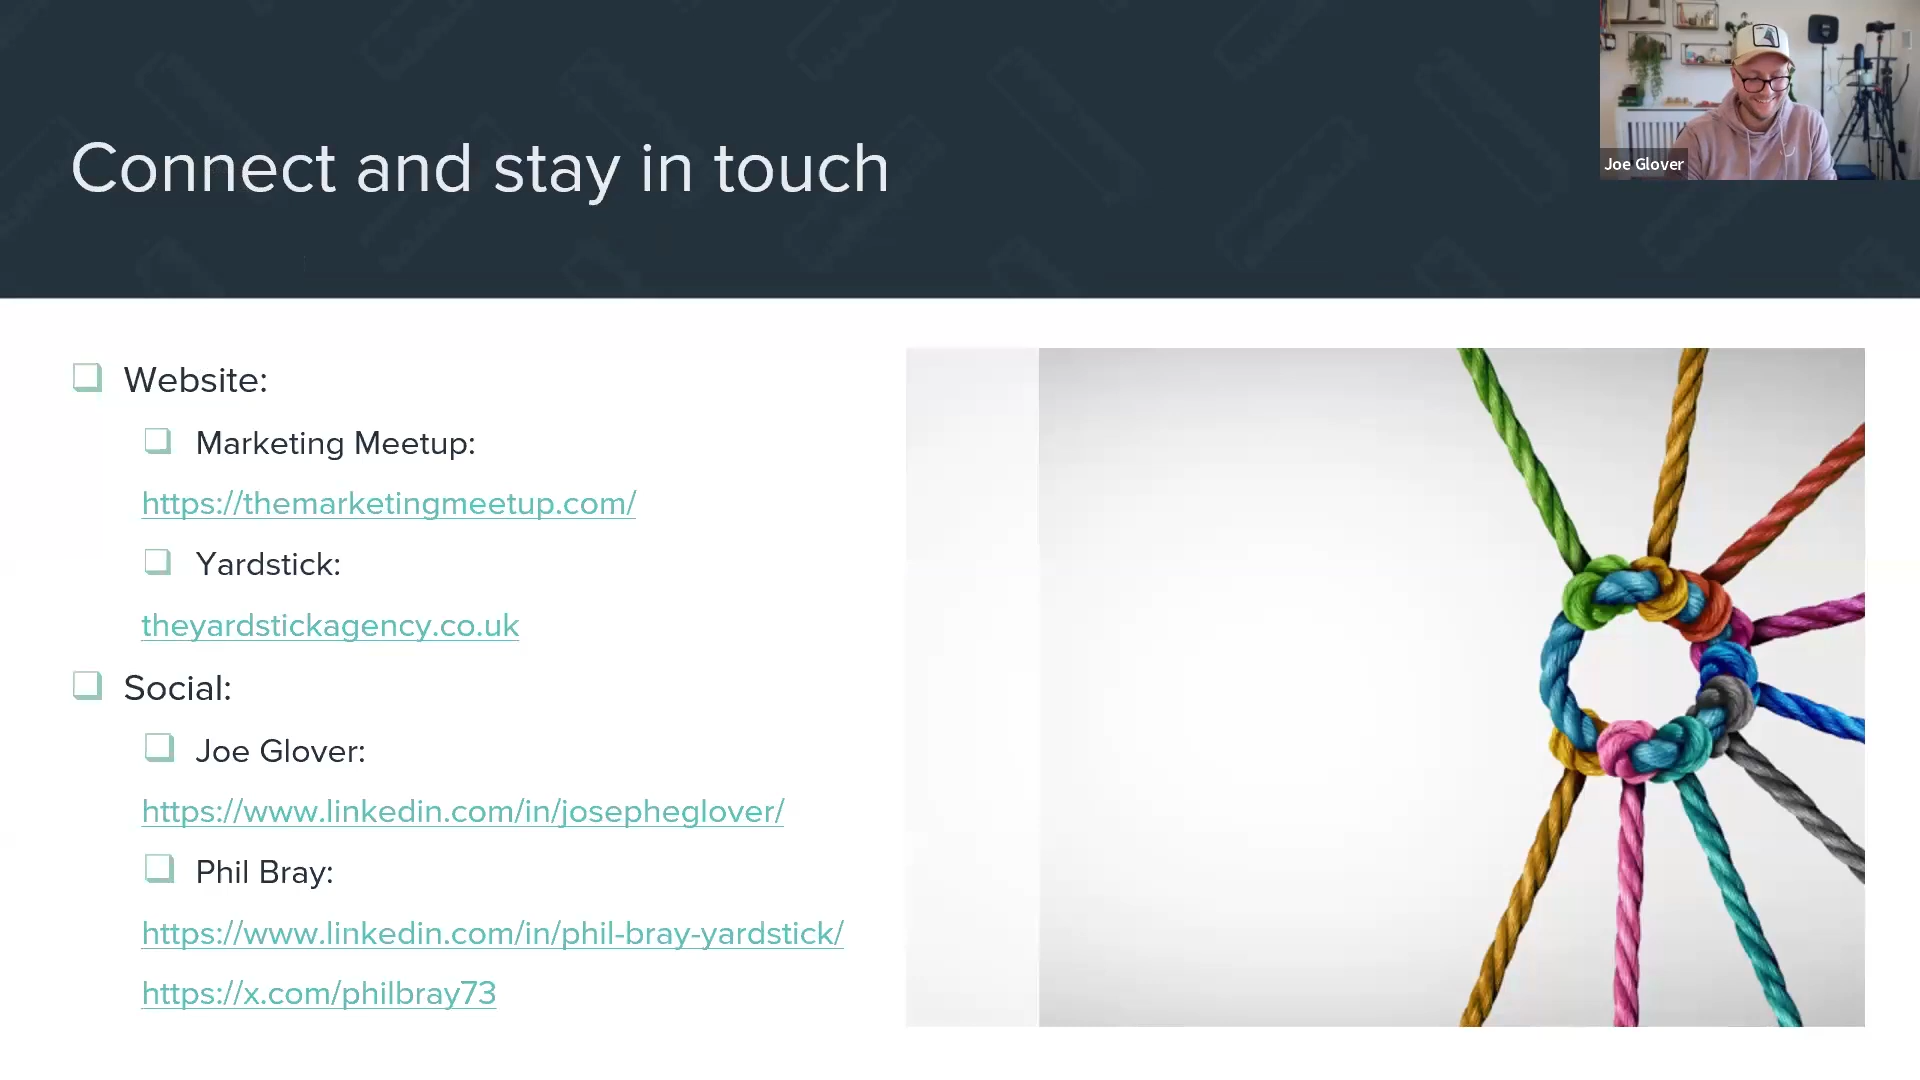 Connect and stay in touch
Joe Glover
Website:
Marketing Meetup:
https://themarketingmeetup.com/
Yardstick:
theyardstickagency.co.uk
Social:
Joe Glover:
https://www.linkedin.com/in/josepheglover/
Phil Bray:
https://www.linkedin.com/in/phil-bray-yardstick/
https://x.com/philbray73